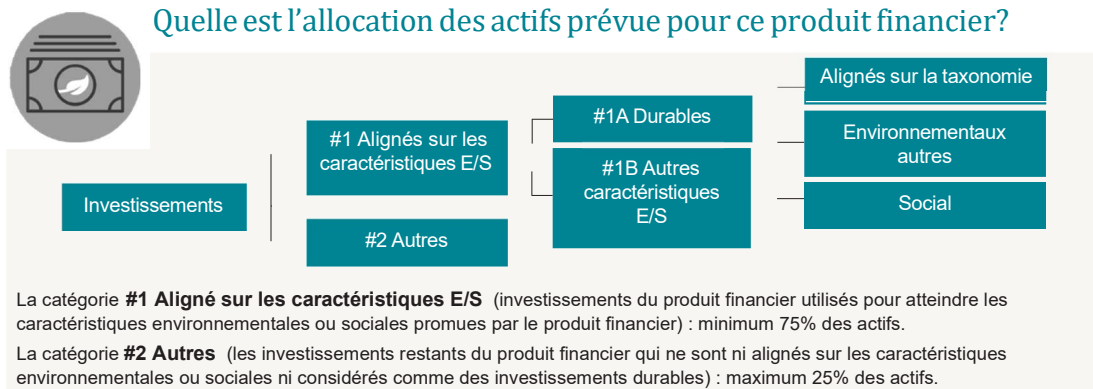 Quelle est l’allocation des actifs prévue pour ce produit financier?
Investissements
#1 Alignés sur les
caractéristiques E/S
#2 Autres
#1A Durables
#1B Autres
caractéristiques
E/S
Alignés sur la taxonomie
Environnementaux
autres
Social
La catégorie #1 Aligné sur les caractéristiques E/S (investissements du produit financier utilisés pour atteindre les
caractéristiques environnementales ou sociales promues par le produit financier) : minimum 75% des actifs.
La catégorie #2 Autres (les investissements restants du produit financier qui ne sont ni alignés sur les caractéristiques
environnementales ou sociales ni considérés comme des investissements durables) : maximum 25% des actifs.